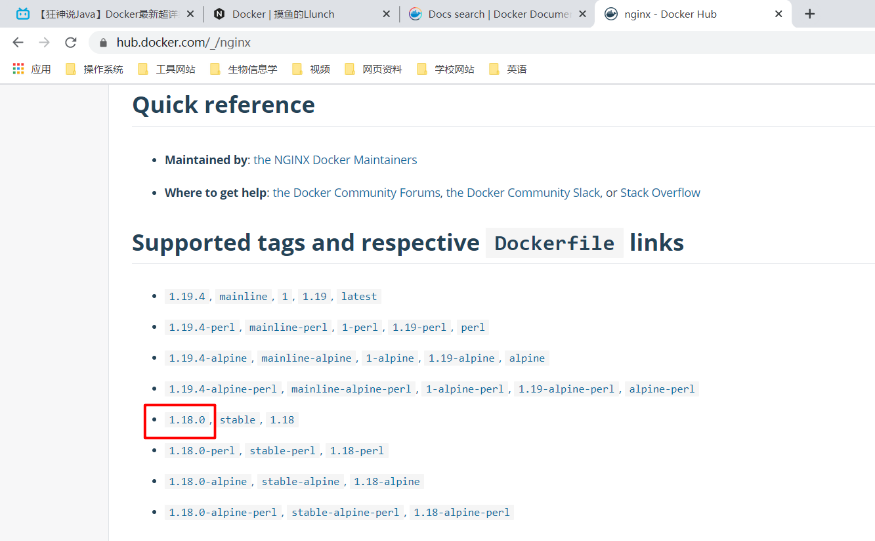 【狂神说Java】Docker最新超详
Docker | 摸鱼的Llunch
Docs search | Docker Documen
nginx - Docker Hub
hub.docker.com/_/nginx
应用 操作系统 工具网站 生物信息学 视频 网页资料 学校网站 英语
Quick reference
• Maintained by: the NGINX Docker Maintainers
• Where to get help: the Docker Community Forums, the Docker Community Slack, or Stack Overflow
Supported tags and respective Dockerfile links
• 1.19.4, mainline, 1, 1.19, latest
• 1.19.4-perl, mainline-perl, 1-perl, 1.19-perl, perl
• 1.19.4-alpine, mainline-alpine, 1-alpine, 1.19-alpine, alpine
• 1.19.4-alpine-perl, mainline-alpine-perl, 1-alpine-perl, 1.19-alpine-perl, alpine-perl
• 1.18.0, stable, 1.18
• 1.18.0-perl, stable-perl, 1.18-perl
• 1.18.0-alpine, stable-alpine, 1.18-alpine
• 1.18.0-alpine-perl, stable-alpine-perl, 1.18-alpine-perl